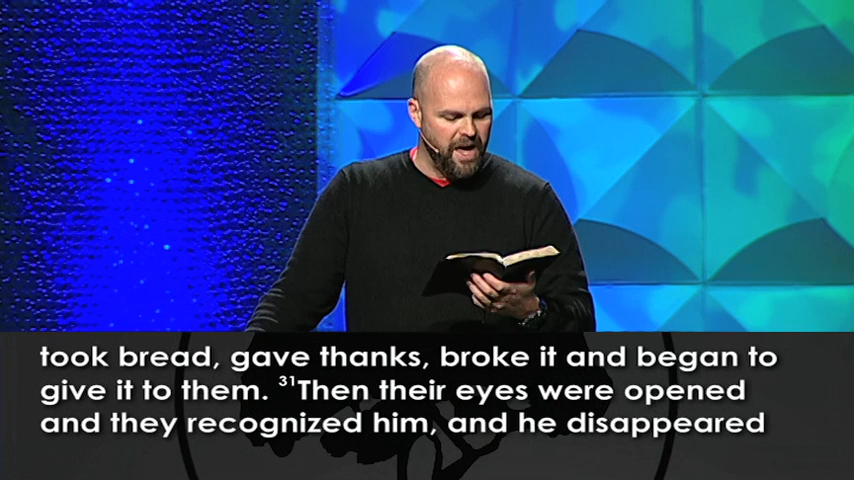 took bread, gave thanks, broke it and began to
give it to them. ³¹Then their eyes were opened
and they recognized him, and he disappeared